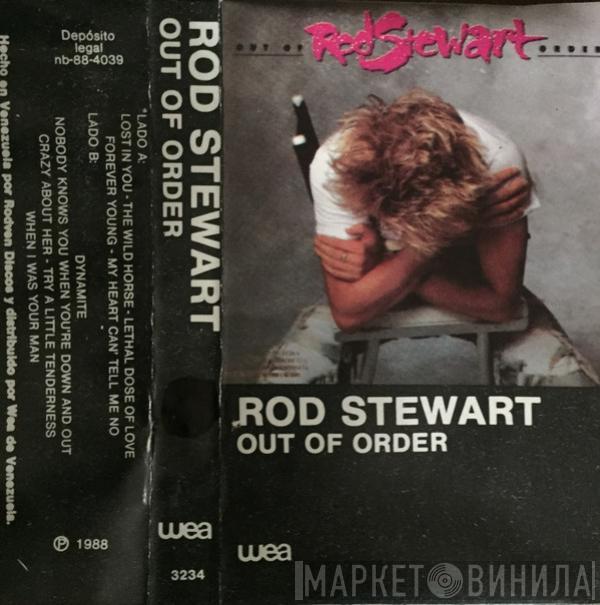 Depósito
legal
nb-88-4039
*LADO A:
LOST IN YOU - THE WILD HORSE - LETHAL DOSE OF LOVE
FOREVER YOUNG - MY HEART CAN'T TELL ME NO
LADO B:
DYNAMITE
NOBODY KNOWS YOU WHEN YOU'RE DOWN AND OUT
CRAZY ABOUT HER - TRY A LITTLE TENDERNESS
WHEN I WAS YOUR MAN
Hecho en Venezuela por Rodven Discos y distribuido por Wea de Venezuela.
℗ 1988
ROD STEWART
OUT OF ORDER
wea
3234
OUT OF Rod Stewart ORDER
ROD STEWART
OUT OF ORDER
wea
МАРКЕТ ВИНИЛА